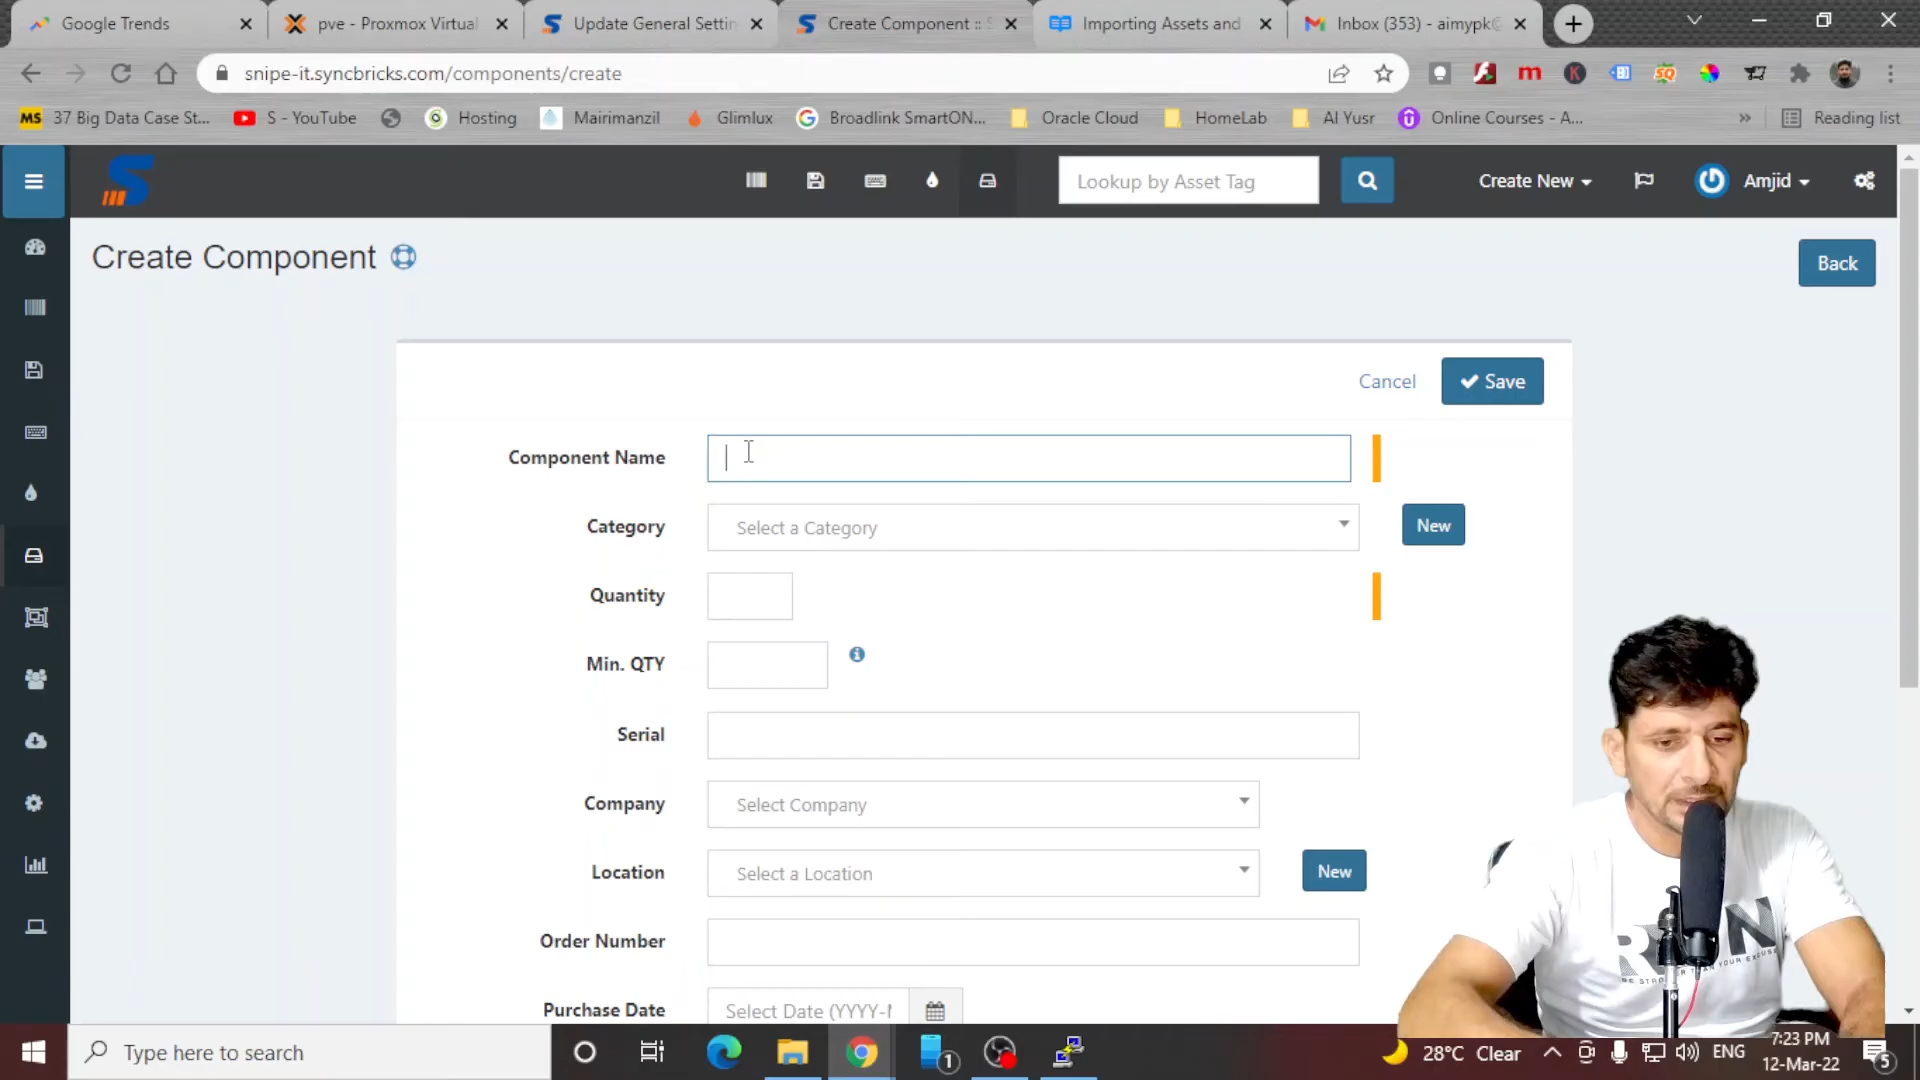 Google Trends
pve - Proxmox Virtual
Update General Settin
Create Component :: S
Importing Assets and
Inbox (353) - aimypk@
snipe-it.syncbricks.com/components/create
MS 37 Big Data Case St...
S - YouTube
Hosting
Mairimanzil
Glimlux
Broadlink SmartON...
Oracle Cloud
HomeLab
Al Yusr
Online Courses - A...
»
Reading list
Lookup by Asset Tag
Create New
Amjid
Create Component
Back
Cancel
Save
Component Name
Category
Select a Category
New
Quantity
Min. QTY
Serial
Company
Select Company
Location
Select a Location
New
Order Number
Purchase Date
Select Date (YYYY-M
Type here to search
1
28°C Clear
ENG
7:23 PM
12-Mar-22
5